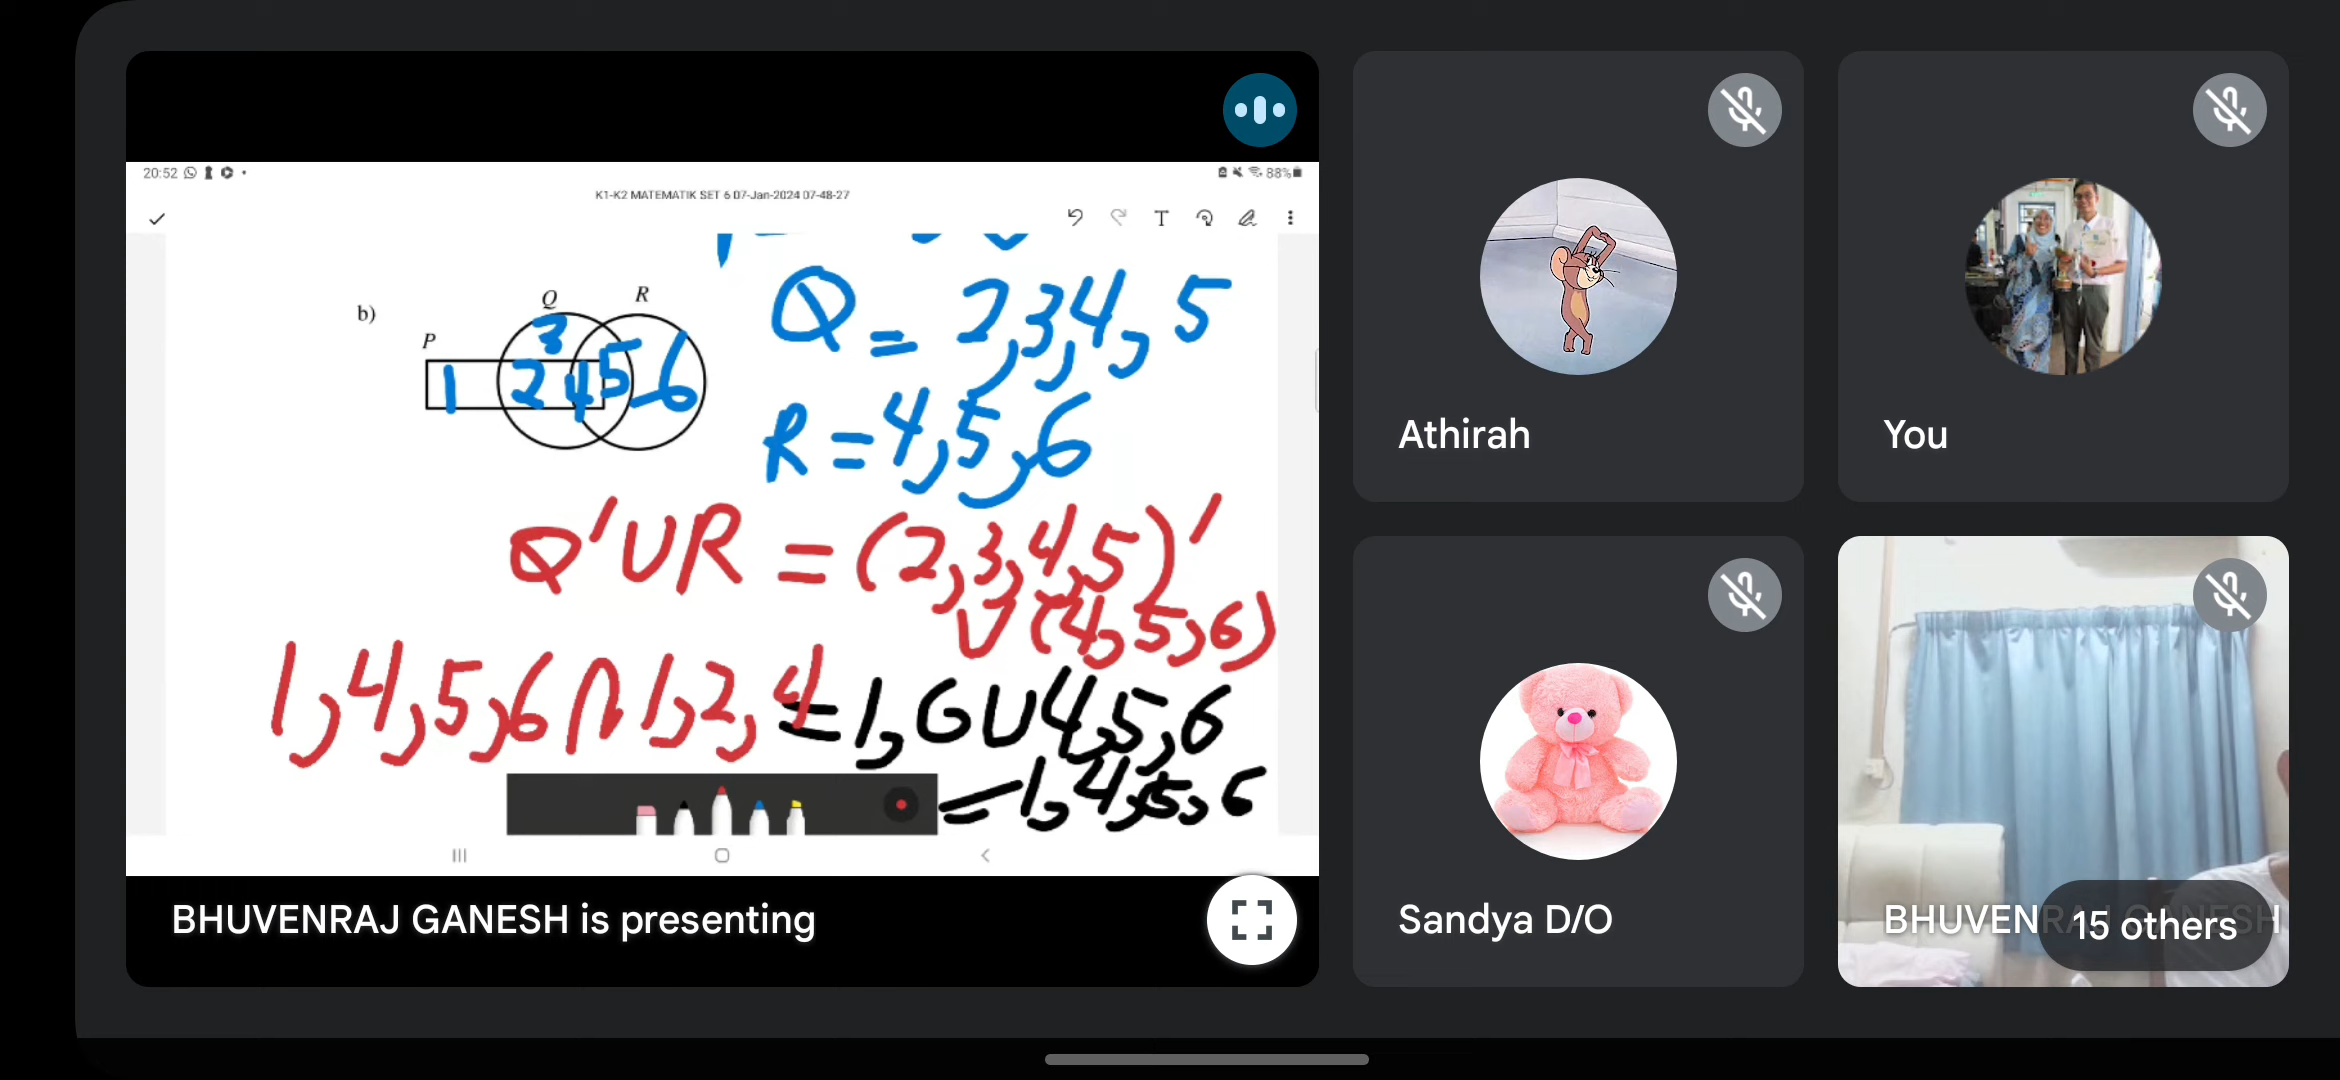 20:52
88%
K1-K2 MATEMATIK SET 6 07-Jan-2024 07-48-27
T
b)
P
Q
R
1 2 3 4 5 6
Q = 2,3,4,5
R = 4,5,6
Q'UR = (2,3,4,5)'
U (4,5,6)
1,4,5,6 ∩ 1,2,4
= 1,6 U 4,5,6
= 1,4,5,6
BHUVENRAJ GANESH is presenting
Athirah
You
Sandya D/O
BHUVENRAJ GANESH
15 others